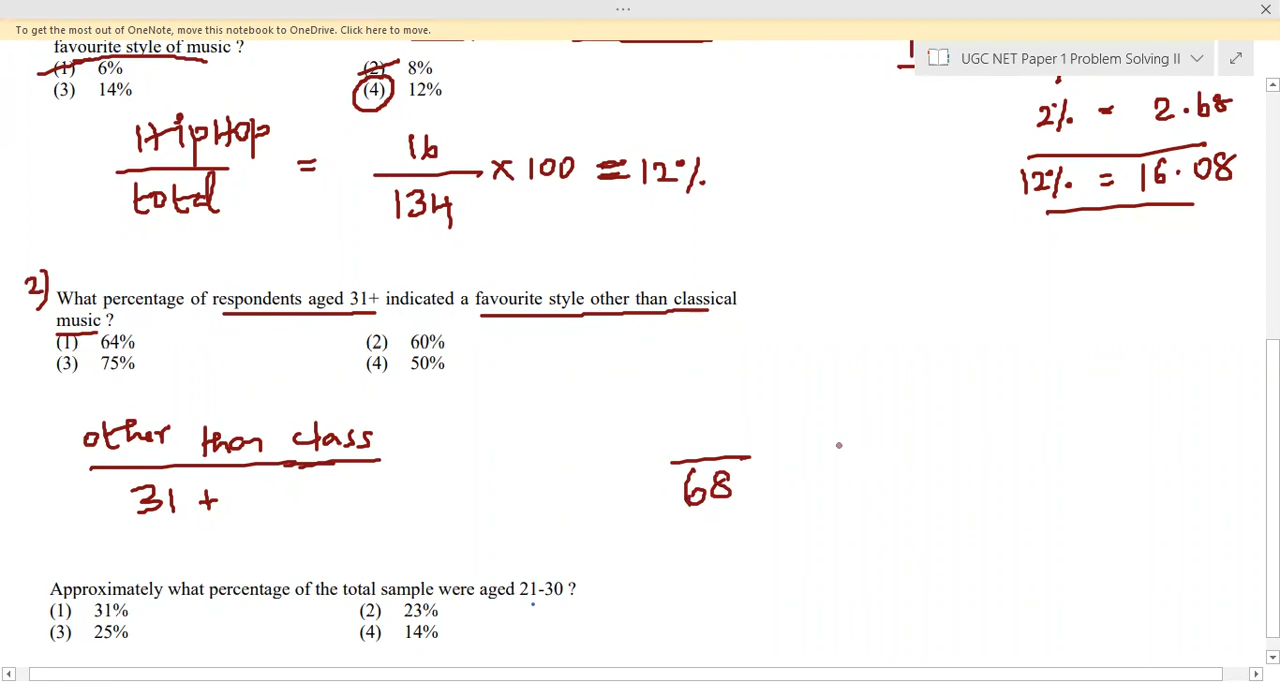 To get the most out of OneNote, move this notebook to OneDrive. Click here to move.
favourite style of music ?
UGC NET Paper 1 Problem Solving II
(1) 6% (2) 8%
(3) 14% (4) 12%
2% = 2.68
HipHop / total = 16 / 134 × 100 = 12%
12% = 16.08
2) What percentage of respondents aged 31+ indicated a favourite style other than classical
music ?
(1) 64% (2) 60%
(3) 75% (4) 50%
other than class
31 +
68
Approximately what percentage of the total sample were aged 21-30 ?
(1) 31% (2) 23%
(3) 25% (4) 14%